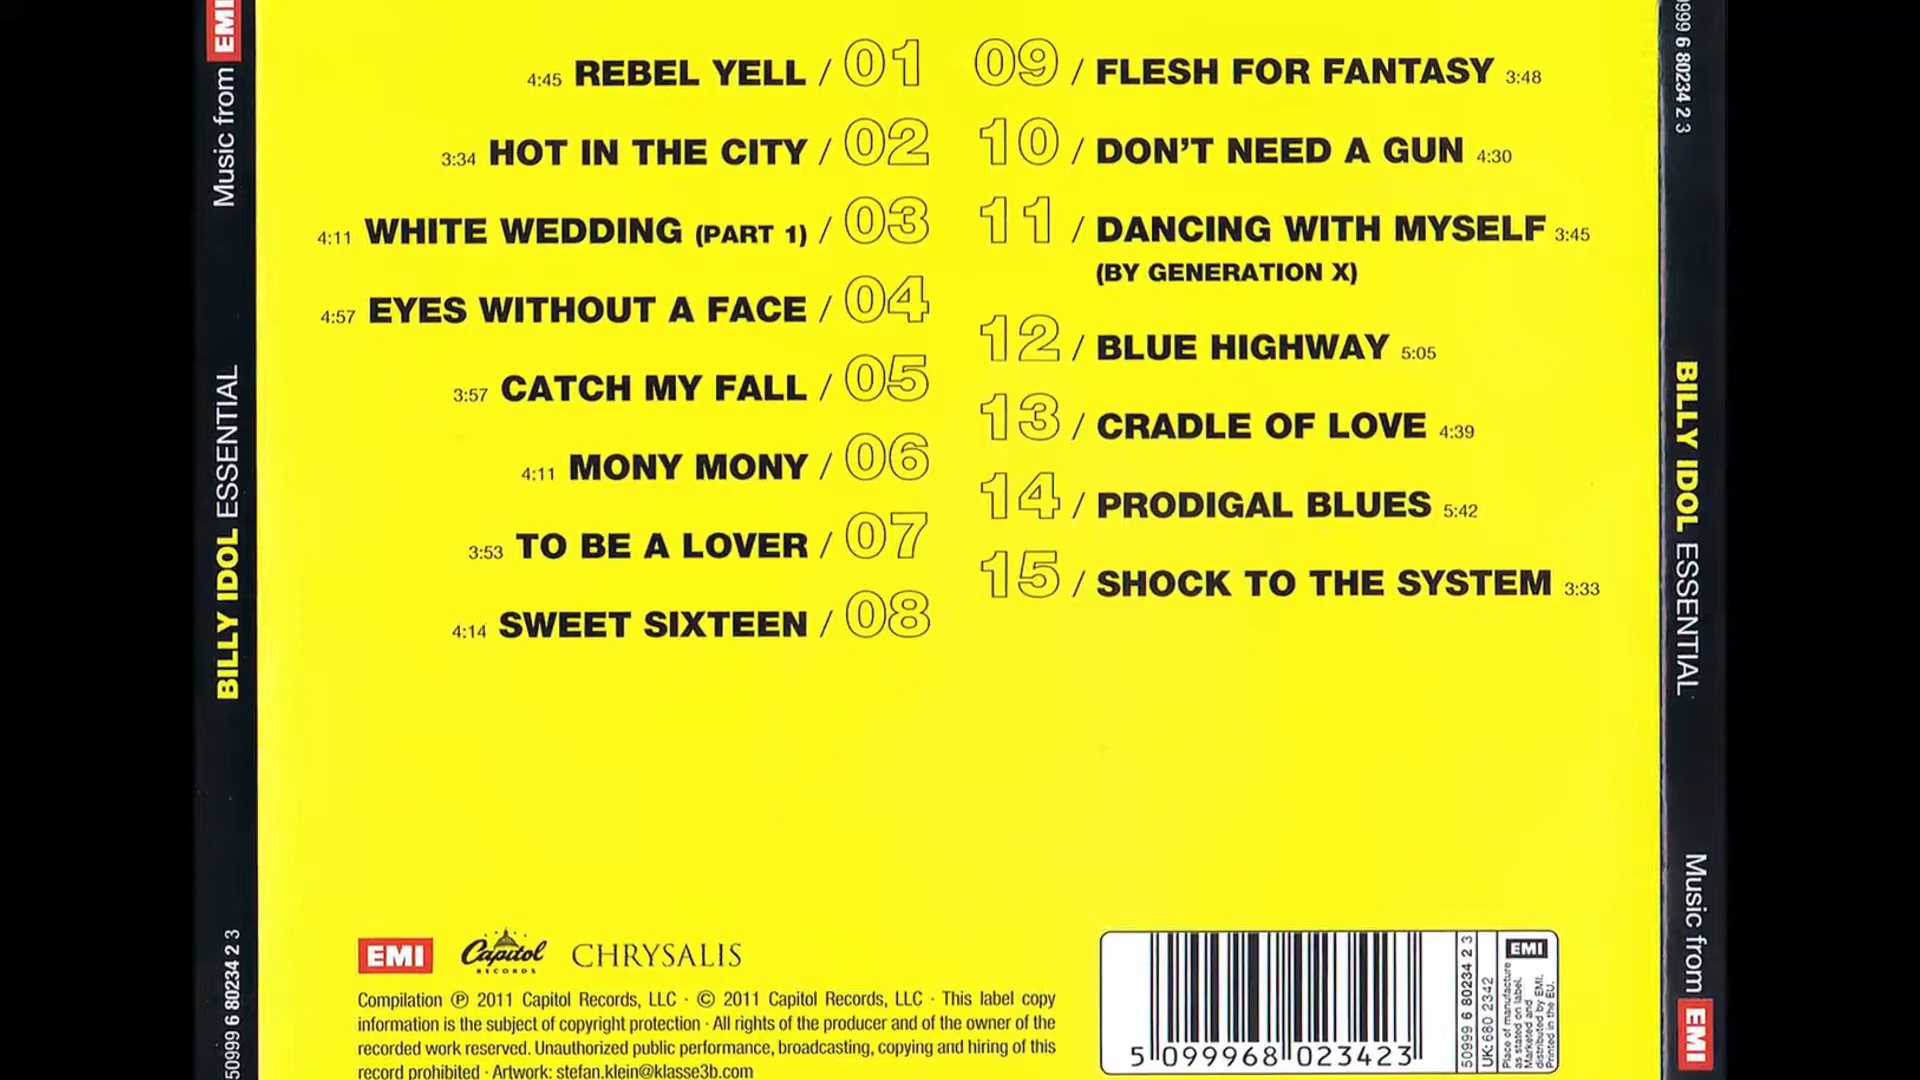 Music from EMI
BILLY IDOL ESSENTIAL
50999 6 80234 2 3
4:45 REBEL YELL / 01
3:34 HOT IN THE CITY / 02
4:11 WHITE WEDDING (PART 1) / 03
4:57 EYES WITHOUT A FACE / 04
3:57 CATCH MY FALL / 05
4:11 MONY MONY / 06
3:53 TO BE A LOVER / 07
4:14 SWEET SIXTEEN / 08
09 / FLESH FOR FANTASY 3:48
10 / DON’T NEED A GUN 4:30
11 / DANCING WITH MYSELF 3:45
(BY GENERATION X)
12 / BLUE HIGHWAY 5:05
13 / CRADLE OF LOVE 4:39
14 / PRODIGAL BLUES 5:42
15 / SHOCK TO THE SYSTEM 3:33
EMI Capitol RECORDS CHRYSALIS
Compilation ℗ 2011 Capitol Records, LLC · © 2011 Capitol Records, LLC · This label copy
information is the subject of copyright protection · All rights of the producer and of the owner of the
recorded work reserved. Unauthorized public performance, broadcasting, copying and hiring of this
record prohibited · Artwork: stefan.klein@klasse3b.com
5 099968 023423
50999 6 80234 2 3
UK: 680 2342
EMI
Place of manufacture
as stated on label.
Marketed and
distributed by EMI.
Printed in the EU.
9999 6 80234 2 3
BILLY IDOL ESSENTIAL
Music from EMI